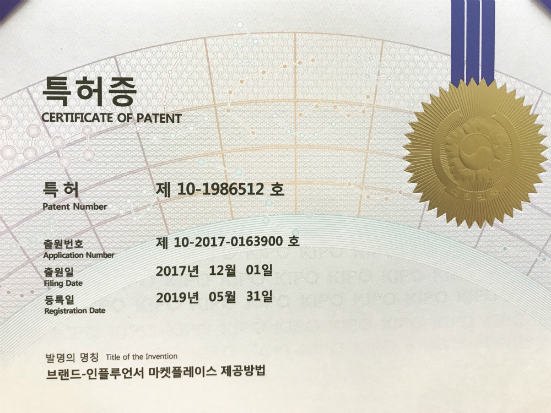 특허증
CERTIFICATE OF PATENT
특허 제 10-1986512 호
Patent Number
출원번호 제 10-2017-0163900 호
Application Number
출원일 2017년 12월 01일
Filing Date
등록일 2019년 05월 31일
Registration Date
발명의 명칭 Title of the Invention
브랜드-인플루언서 마켓플레이스 제공방법